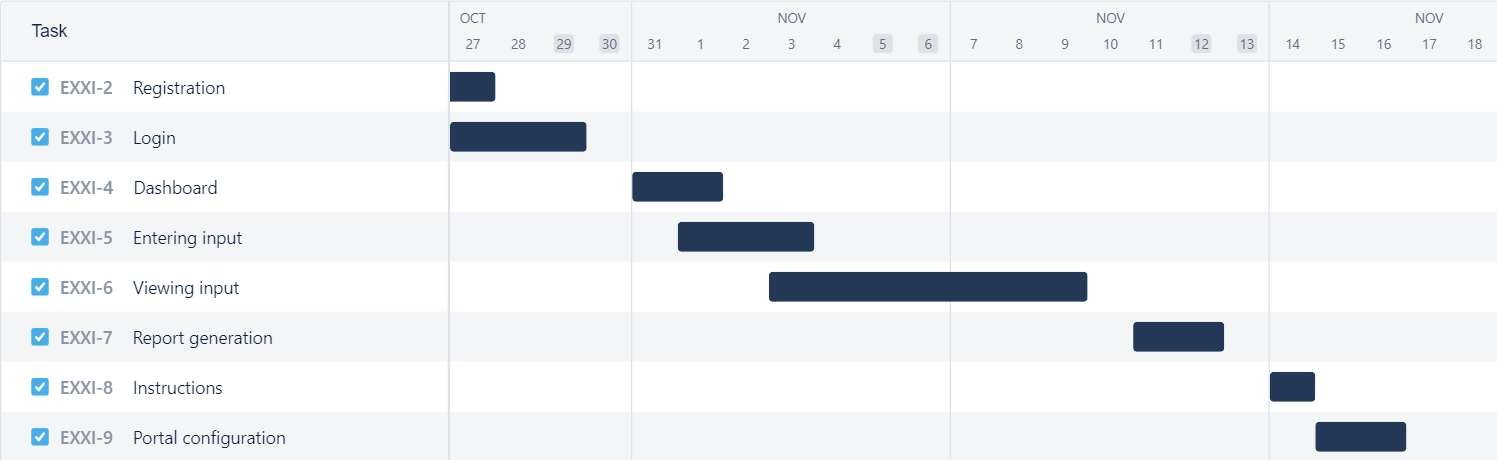 Task OCT NOV NOV NOV
27 28 29 30 31 1 2 3 4 5 6 7 8 9 10 11 12 13 14 15 16 17 18
EXXI-2 Registration
EXXI-3 Login
EXXI-4 Dashboard
EXXI-5 Entering input
EXXI-6 Viewing input
EXXI-7 Report generation
EXXI-8 Instructions
EXXI-9 Portal configuration